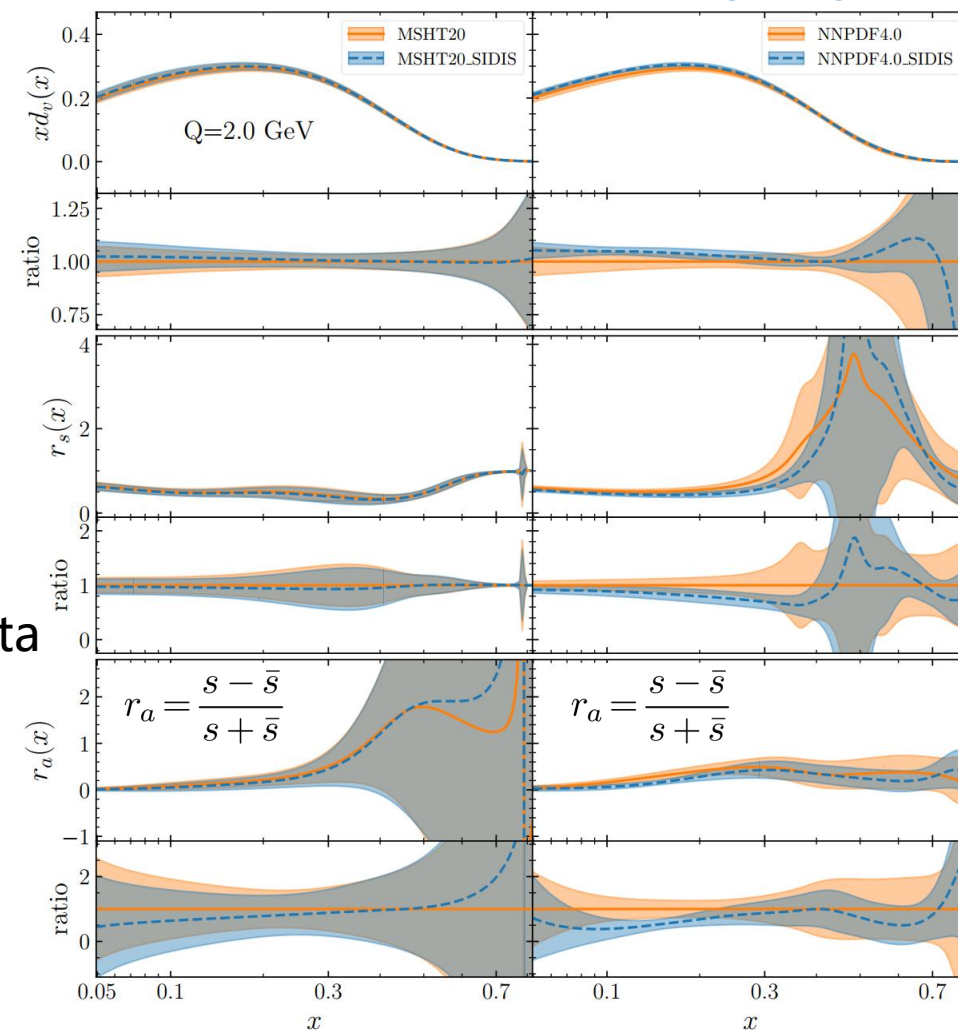 MSHT20
MSHT20_SIDIS
NNPDF4.0
NNPDF4.0_SIDIS
Q=2.0 GeV
xd_v(x)
0.4
0.2
0.0
ratio
1.25
1.00
0.75
r_s(x)
4
2
0
ratio
2
1
0
ta
r_a = (s − s̄)/(s + s̄)
r_a = (s − s̄)/(s + s̄)
r_a(x)
2
1
0
−1
ratio
2
0
0.05 0.1 0.3 0.7 0.1 0.3 0.7
x x